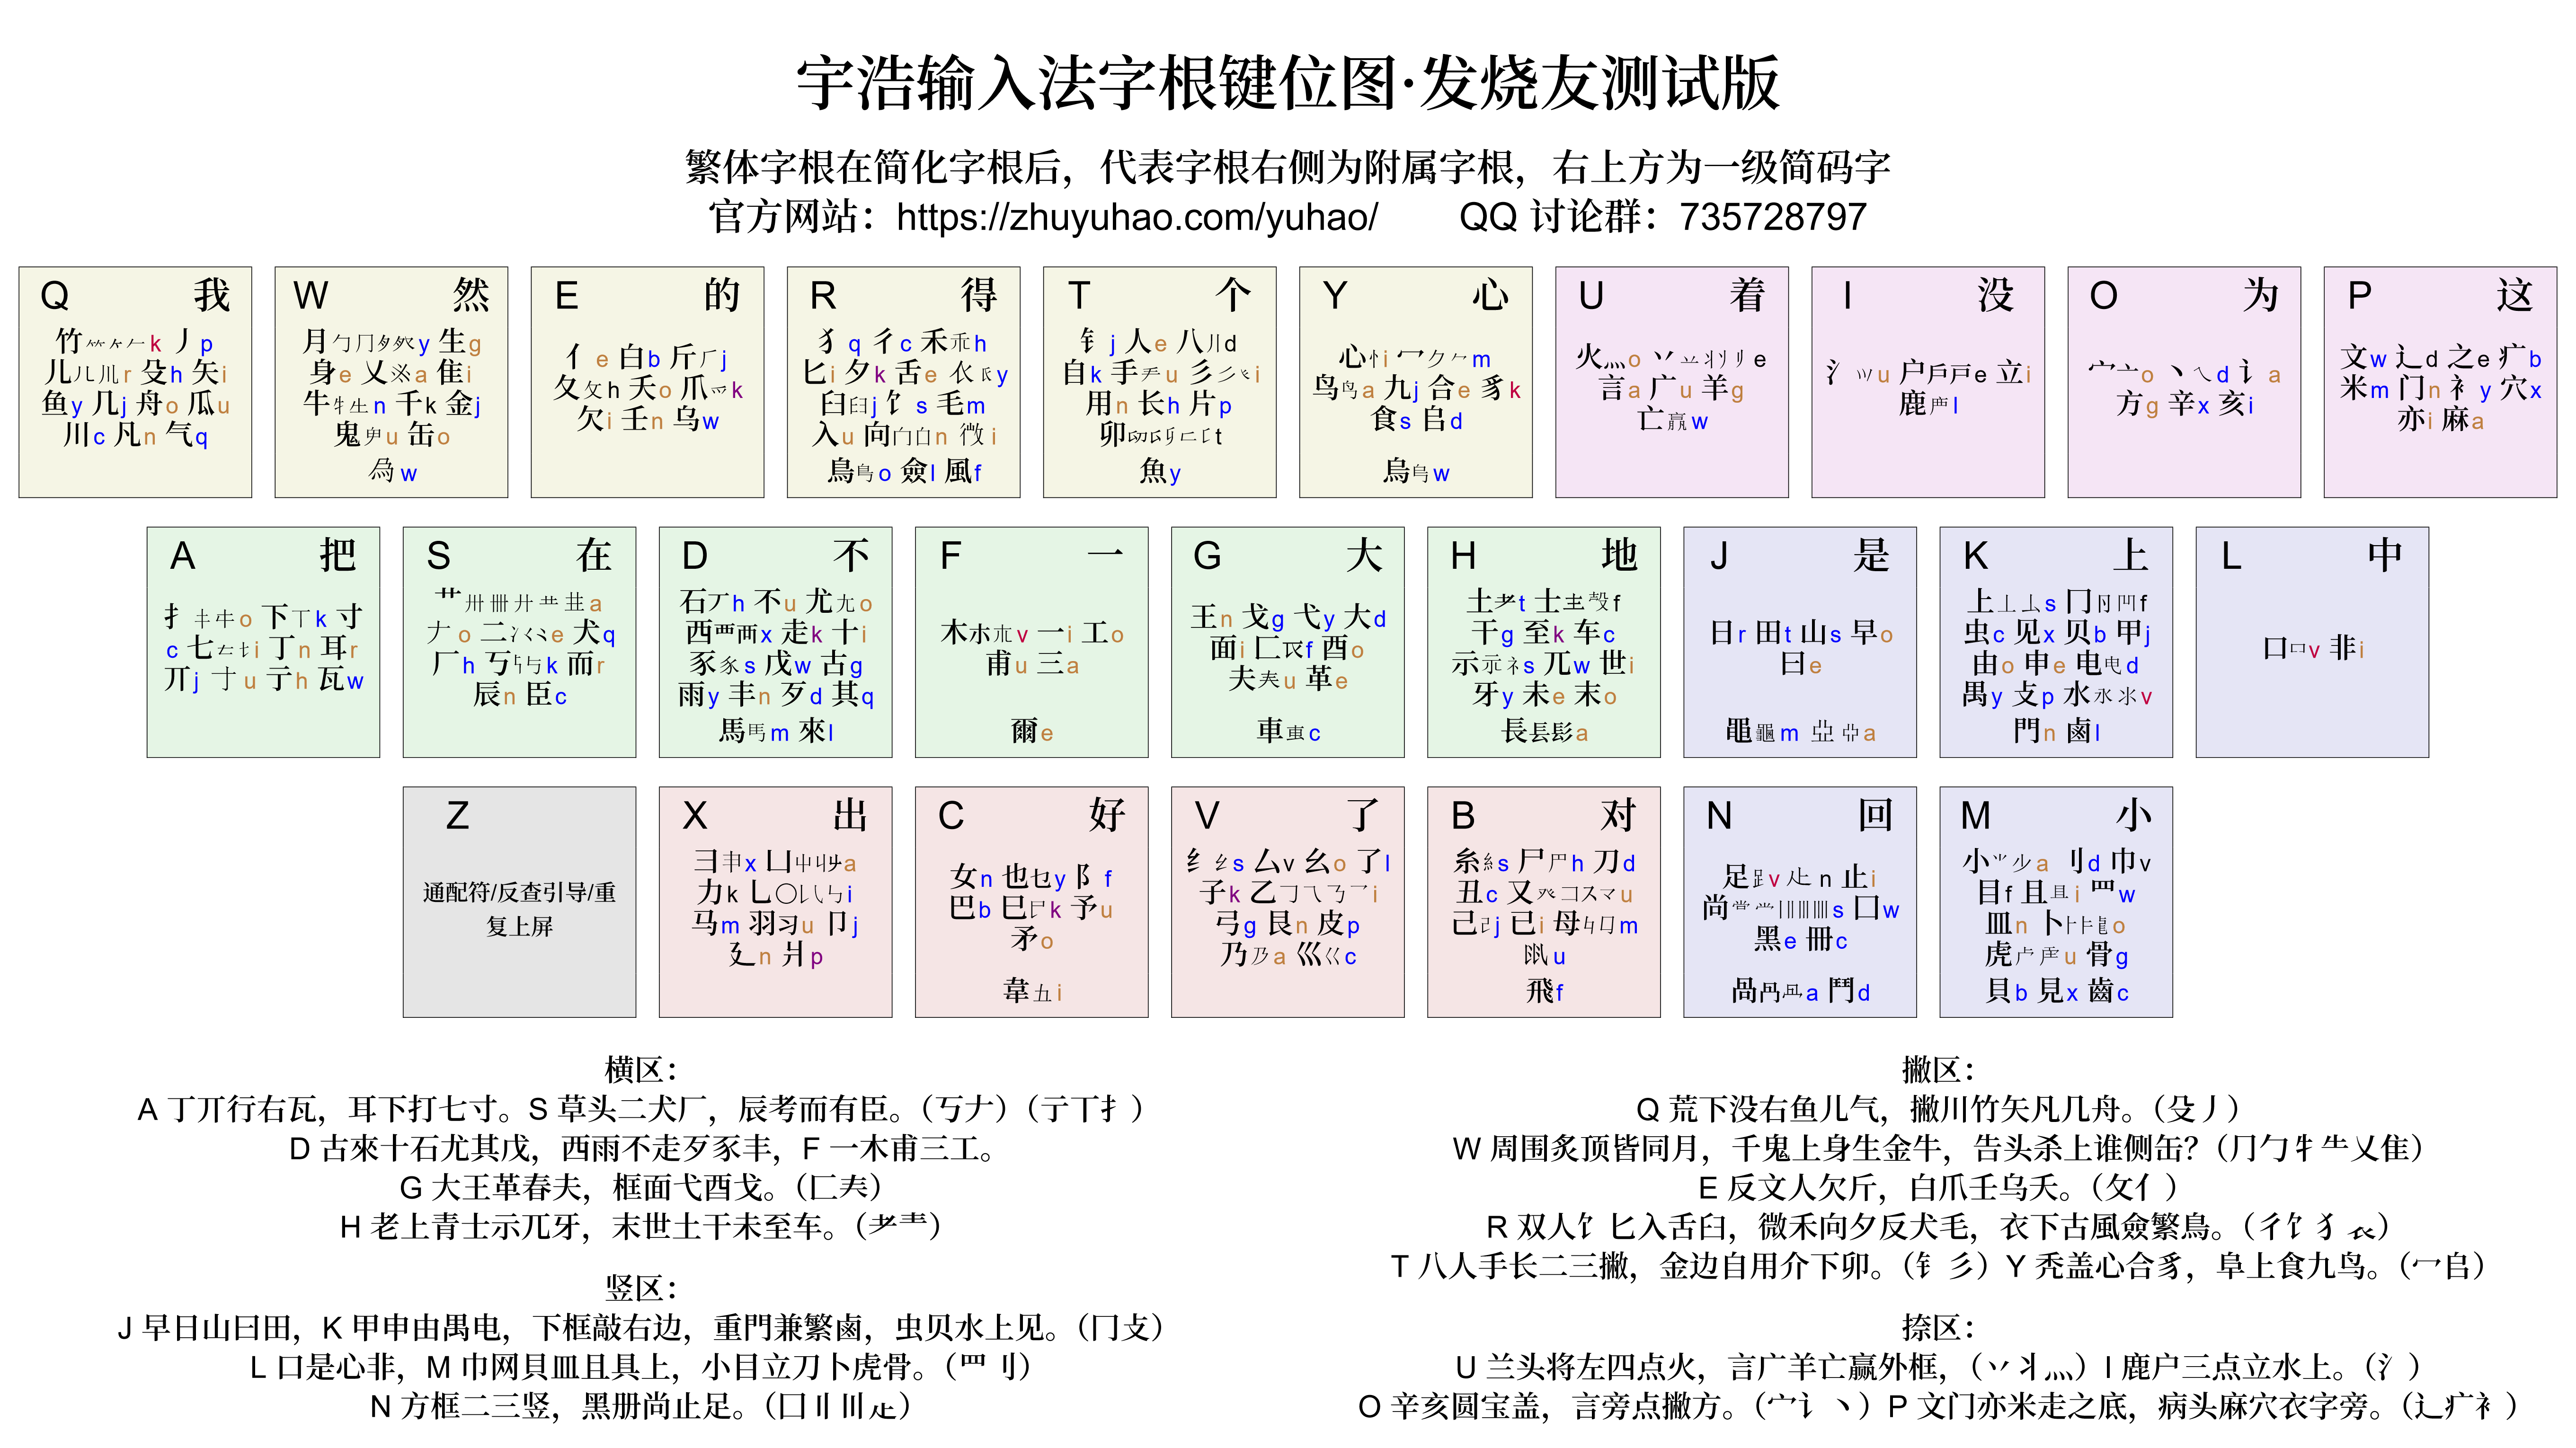 宇浩输入法字根键位图·发烧友测试版
繁体字根在简化字根后，代表字根右侧为附属字根，右上方为一级简码字
官方网站：https://zhuyuhao.com/yuhao/ QQ 讨论群：735728797
Q 我
竹k 丿p
儿r 殳h 矢i
鱼y 几j 舟o 瓜u
川c 凡n 气q
W 然
月y 生g
身e 乂a 隹i
牛n 千k 金j
鬼u 缶o
為w
E 的
亻e 白b 斤j
夂攵h 夭o 爪爫k
欠i 壬n 乌w
R 得
犭q 彳c 禾h
匕i 夕k 舌e 衣y
臼j 饣s 毛m
入u 向n 微i
鳥o 僉l 風f
T 个
钅j 人e 八d
自k 手u 彡i
用n 长h 片p
卯t
魚y
Y 心
心忄i 冖m
鸟a 九j 合e 豸k
食s 𠂤d
烏w
U 着
火灬o 丷e
言a 广u 羊g
亡w
I 没
氵u 户戶戸e 立i
鹿l
O 为
宀亠o 丶㇏d 讠a
方g 辛x 亥i
P 这
文w 辶d 之e 疒b
米m 门n 衤y 穴x
亦i 麻a
A 把
扌o 下k 寸
c 七i 丁n 耳r
丌j u 亍h 瓦w
S 在
艹a
𠂇o 二冫e 犬q
厂h 丂k 而r
辰n 臣c
D 不
石h 不u 尤o
西覀x 走k 十i
豕s 戊w 古g
雨y 丰n 歹d 其q
馬m 來l
F 一
木v 一i 工o
甫u 三a
爾e
G 大
王n 戈g 弋y 大d
面i 匚f 酉o
夫u 革e
車c
H 地
土耂t 士f
干g 至k 车c
示礻s 兀w 世i
牙y 未e 末o
長镸髟a
J 是
日r 田t 山s 早o
曰e
黽m 亞a
K 上
上s 冂f
虫c 见x 贝b 甲j
由o 申e 电d
禺y 攴p 水氺v
門n 鹵l
L 中
口v 非i
Z
通配符/反查引导/重
复上屏
X 出
彐x 凵a
力k 乚〇i
马m 羽习u 卩j
廴n 爿p
C 好
女n 也y 阝f
巴b 巳k 予u
矛o
韋i
V 了
纟s 厶v 幺o 了l
子k 乙i
弓g 艮n 皮p
乃a 巛c
B 对
糸s 尸h 刀d
丑c 又u
己j 已i 母m
u
飛f
N 回
足v n 止i
尚s 囗w
黑e 冊c
咼a 鬥d
M 小
小a 刂d 巾v
目f 且i 罒w
皿n 卜o
虎u 骨g
貝b 見x 齒c
横区：
A 丁丌行右瓦，耳下打七寸。S 草头二犬厂，辰考而有臣。（丂𠂇）（亍丅扌）
D 古來十石尤其戊，西雨不走歹豕丰，F 一木甫三工。
G 大王革春夫，框面弋酉戈。（匚𡗗）
H 老上青士示兀牙，末世土干未至车。（耂龶）
竖区：
J 早日山曰田，K 甲申由禺电，下框敲右边，重門兼繁鹵，虫贝水上见。（冂攴）
L 口是心非，M 巾网貝皿且具上，小目立刀卜虎骨。（罒刂）
N 方框二三竖，黑册尚止足。（囗〢〣龰）
撇区：
Q 荒下没右鱼儿气，撇川竹矢凡几舟。（殳丿）
W 周围炙顶皆同月，千鬼上身生金牛，告头杀上谁侧缶？（⺆勹牜⺧乂隹）
E 反文人欠斤，白爪壬乌夭。（攵亻）
R 双人饣匕入舌臼，微禾向夕反犬毛，衣下古風僉繁鳥。（彳饣犭𧘇）
T 八人手长二三撇，金边自用介下卯。（钅彡）Y 秃盖心合豸，阜上食九鸟。（冖𠂤）
捺区：
U 兰头将左四点火，言广羊亡赢外框，（丷丬灬）I 鹿户三点立水上。（氵）
O 辛亥圆宝盖，言旁点撇方。（宀讠丶）P 文门亦米走之底，病头麻穴衣字旁。（辶疒衤）